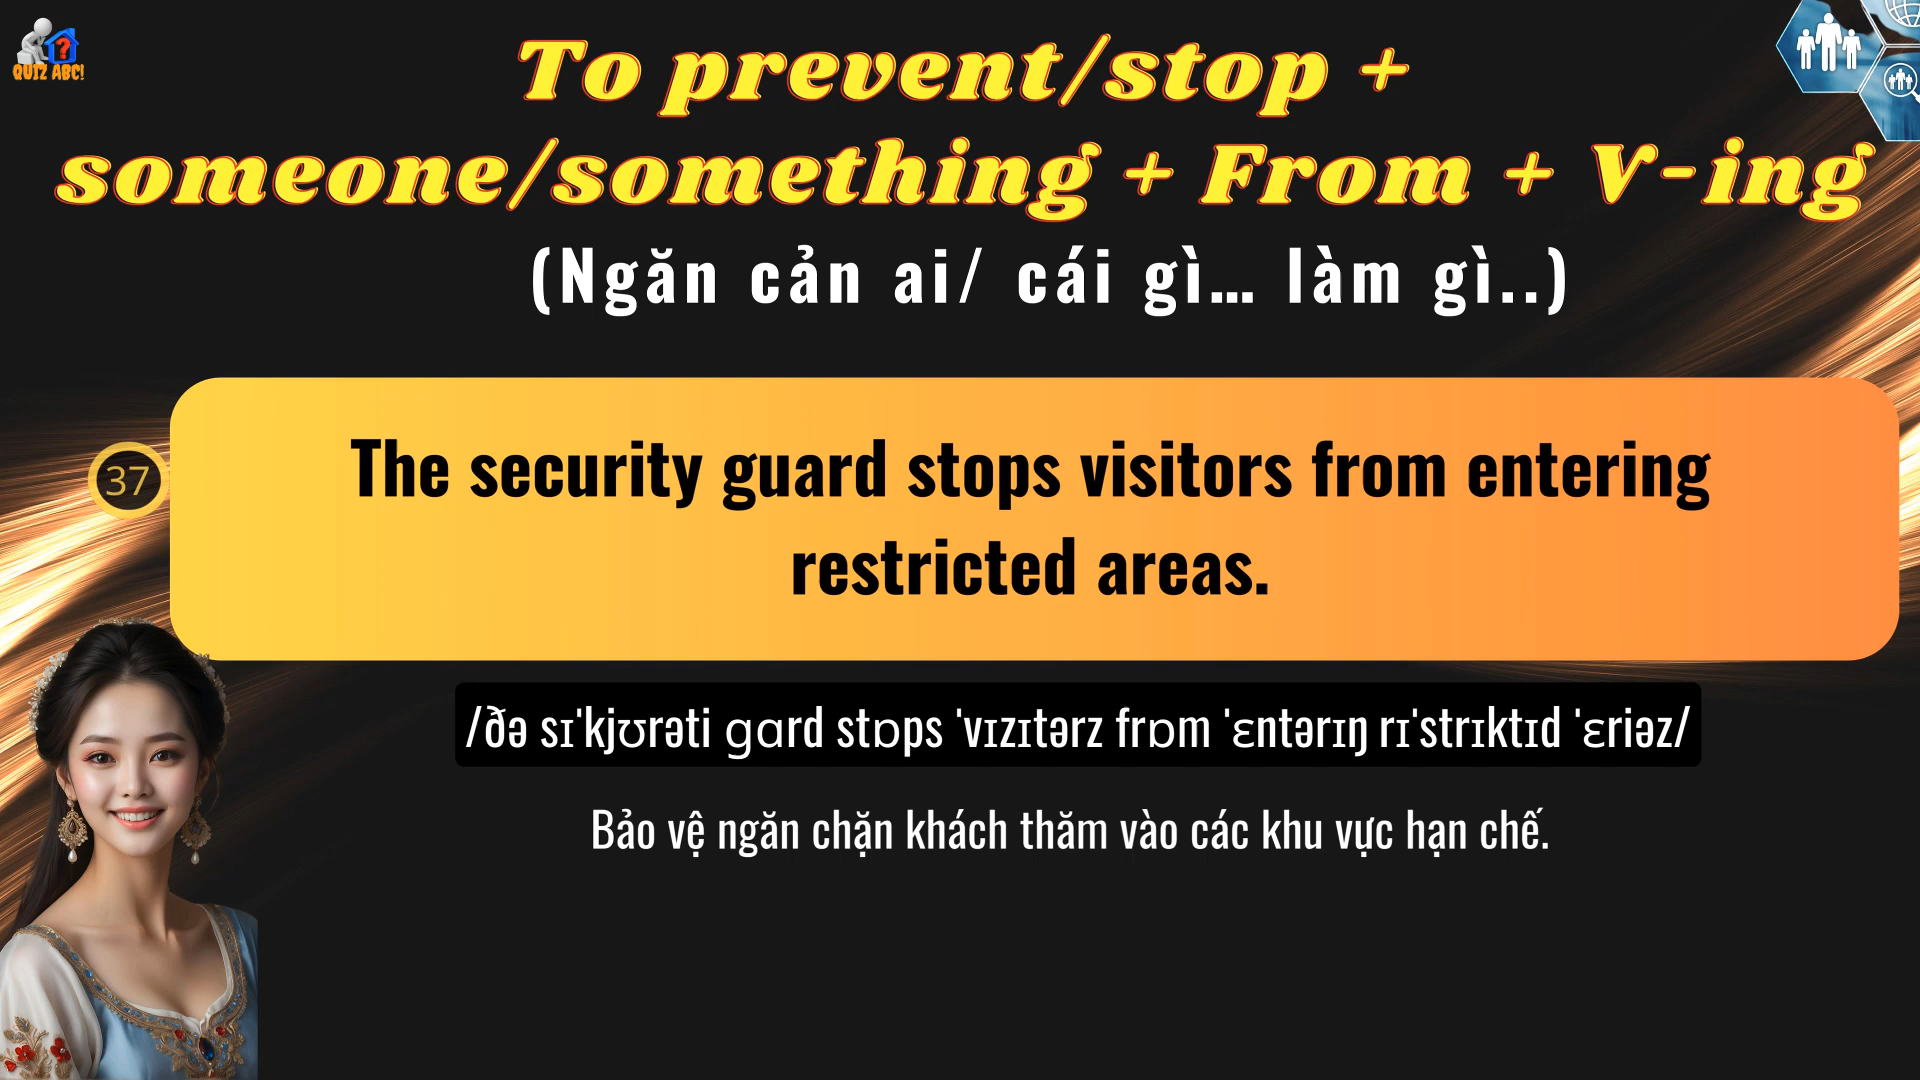 QUIZ ABC!
To prevent/stop +
someone/something + From + V-ing
(Ngăn cản ai/ cái gì... làm gì..)
37
The security guard stops visitors from entering
restricted areas.
/ðə sɪˈkjʊrəti ɡɑrd stɒps ˈvɪzɪtərz frɒm ˈɛntərɪŋ rɪˈstrɪktɪd ˈɛriəz/
Bảo vệ ngăn chặn khách thăm vào các khu vực hạn chế.